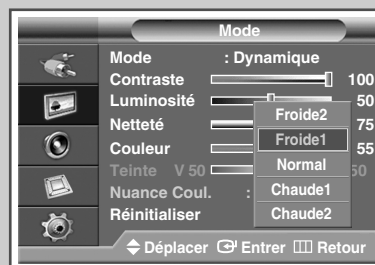 Mode
Mode : Dynamique
Contraste 100
Luminosité 50
Netteté 75
Couleur 55
Teinte V 50 50
Nuance Coul. :
Réinitialiser
Froide2
Froide1
Normal
Chaude1
Chaude2
Déplacer Entrer Retour